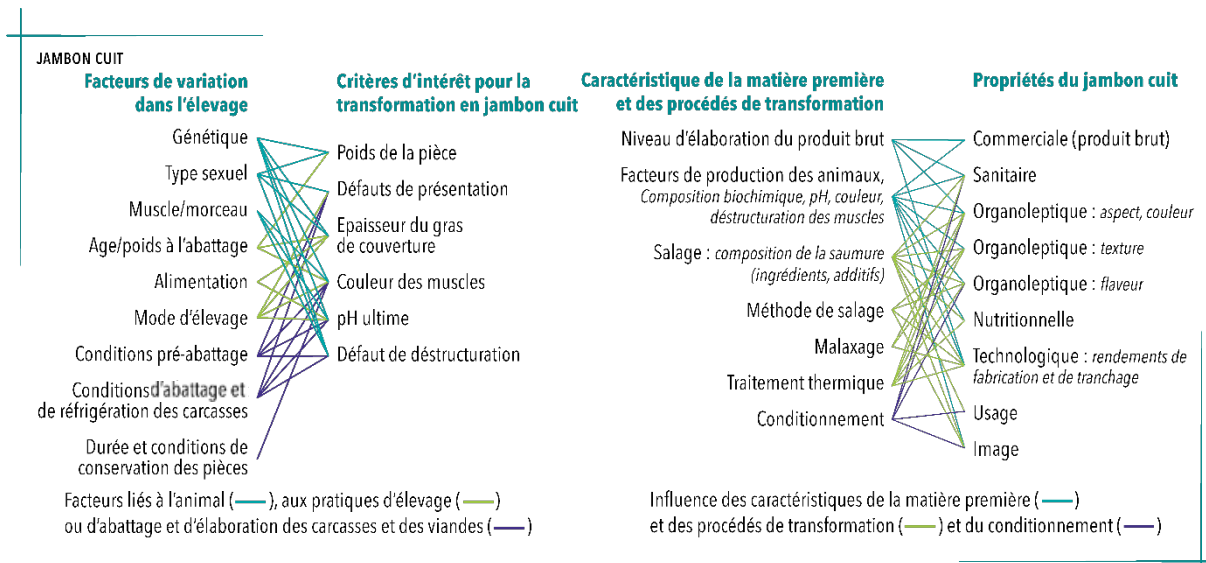 JAMBON CUIT
Facteurs de variation
dans l'élevage
Génétique
Type sexuel
Muscle/morceau
Age/poids à l'abattage
Alimentation
Mode d'élevage
Conditions pré-abattage
Conditions d'abattage et
de réfrigération des carcasses
Durée et conditions de
conservation des pièces
Critères d'intérêt pour la
transformation en jambon cuit
Poids de la pièce
Défauts de présentation
Epaisseur du gras
de couverture
Couleur des muscles
pH ultime
Défaut de déstructuration
Facteurs liés à l'animal (—), aux pratiques d'élevage (—)
ou d'abattage et d'élaboration des carcasses et des viandes (—)
Caractéristique de la matière première
et des procédés de transformation
Niveau d'élaboration du produit brut
Facteurs de production des animaux,
Composition biochimique, pH, couleur,
déstructuration des muscles
Salage : composition de la saumure
(ingrédients, additifs)
Méthode de salage
Malaxage
Traitement thermique
Conditionnement
Propriétés du jambon cuit
Commerciale (produit brut)
Sanitaire
Organoleptique : aspect, couleur
Organoleptique : texture
Organoleptique : flaveur
Nutritionnelle
Technologique : rendements de
fabrication et de tranchage
Usage
Image
Influence des caractéristiques de la matière première (—)
et des procédés de transformation (—) et du conditionnement (—)